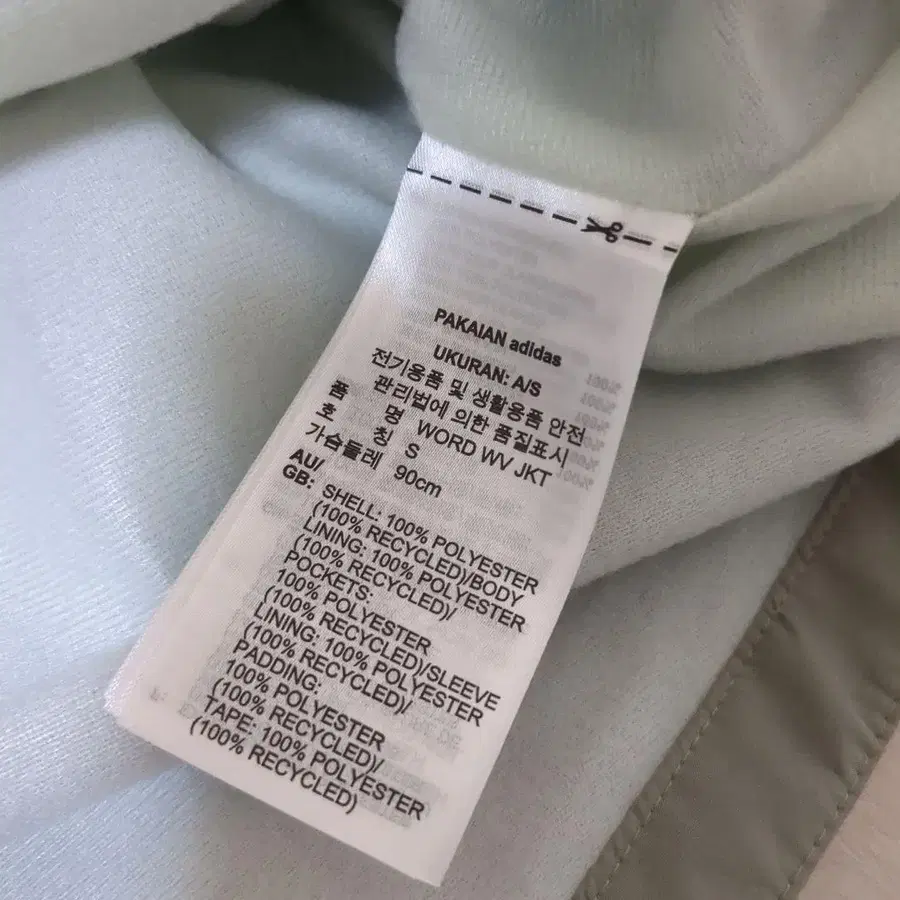 PAKAIAN adidas
UKURAN: A/S
전기용품 및 생활용품 안전
관리법에 의한 품질표시
품 명 WORD WV JKT
호 칭 S
가슴둘레 90cm
AU/
GB: SHELL: 100% POLYESTER
(100% RECYCLED)/BODY
LINING: 100% POLYESTER
(100% RECYCLED)/
POCKETS:
100% POLYESTER
(100% RECYCLED)/SLEEVE
LINING: 100% POLYESTER
(100% RECYCLED)/
PADDING:
100% POLYESTER
(100% RECYCLED)/
TAPE: 100% POLYESTER
(100% RECYCLED)